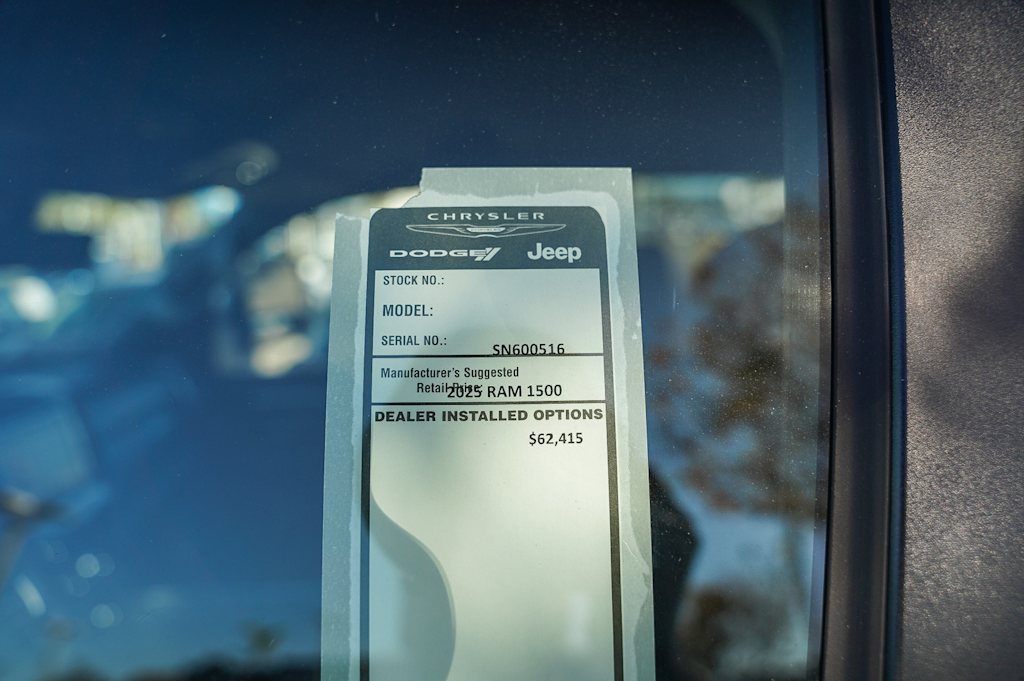 CHRYSLER
DODGE Jeep
STOCK NO.:
MODEL:
SERIAL NO.:
SN600516
Manufacturer's Suggested
Retail Price:
2025 RAM 1500
DEALER INSTALLED OPTIONS
$62,415